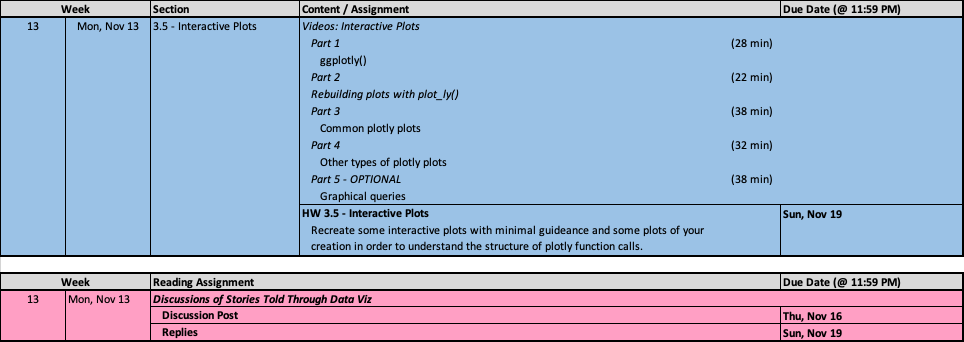 Week Section Content / Assignment Due Date (@ 11:59 PM)
13 Mon, Nov 13 3.5 - Interactive Plots Videos: Interactive Plots
Part 1 (28 min)
ggplotly()
Part 2 (22 min)
Rebuilding plots with plot_ly()
Part 3 (38 min)
Common plotly plots
Part 4 (32 min)
Other types of plotly plots
Part 5 - OPTIONAL (38 min)
Graphical queries
HW 3.5 - Interactive Plots Sun, Nov 19
Recreate some interactive plots with minimal guideance and some plots of your
creation in order to understand the structure of plotly function calls.
Week Reading Assignment Due Date (@ 11:59 PM)
13 Mon, Nov 13 Discussions of Stories Told Through Data Viz
Discussion Post Thu, Nov 16
Replies Sun, Nov 19